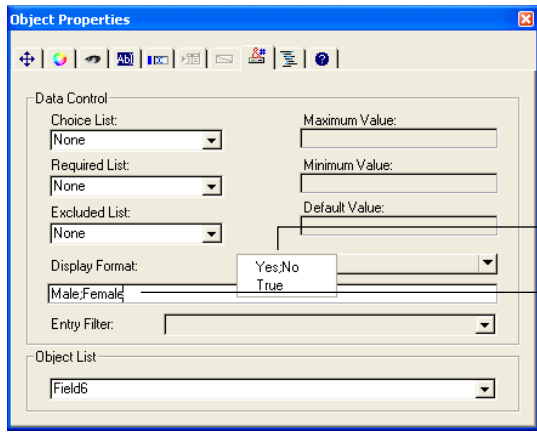 Object Properties
Data Control
Choice List:
None
Maximum Value:
Required List:
None
Minimum Value:
Excluded List:
None
Default Value:
Display Format:
Yes;No
True
Male;Female
Entry Filter:
Object List
Field6